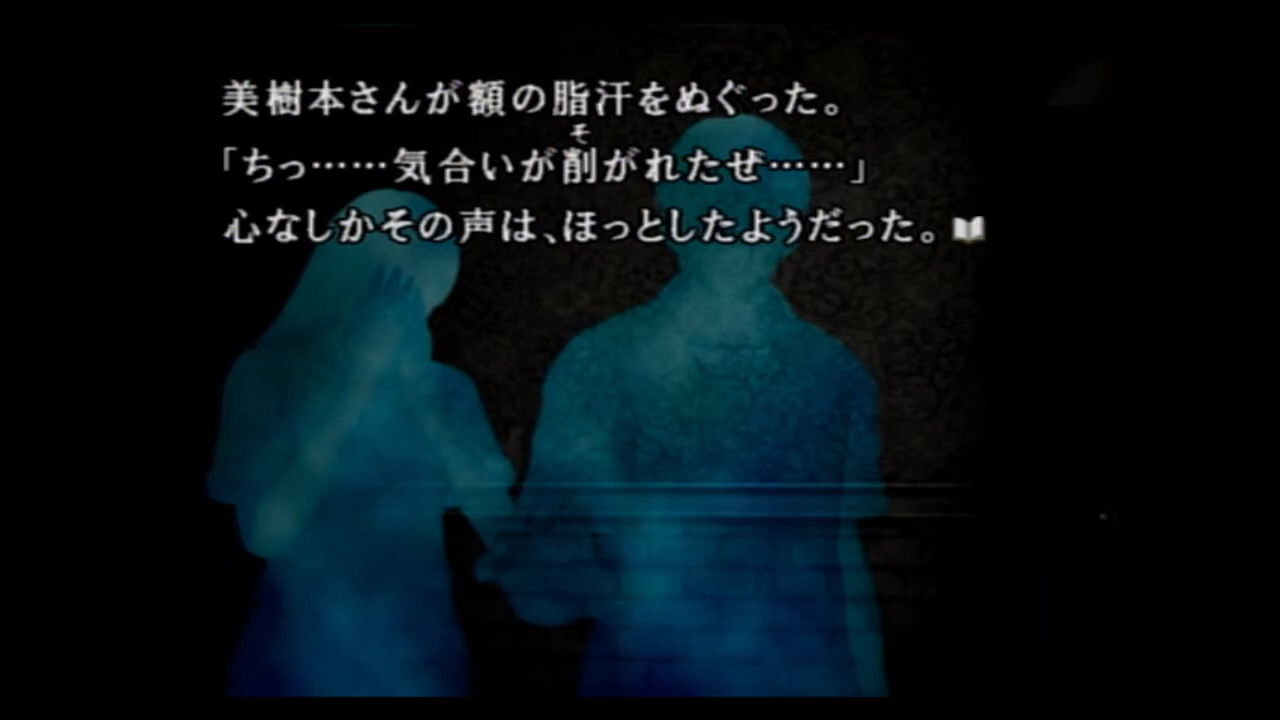 美樹本さんが額の脂汗をぬぐった。
「ちっ……気合いが削がれたぜ……」
心なしかその声は、ほっとしたようだった。